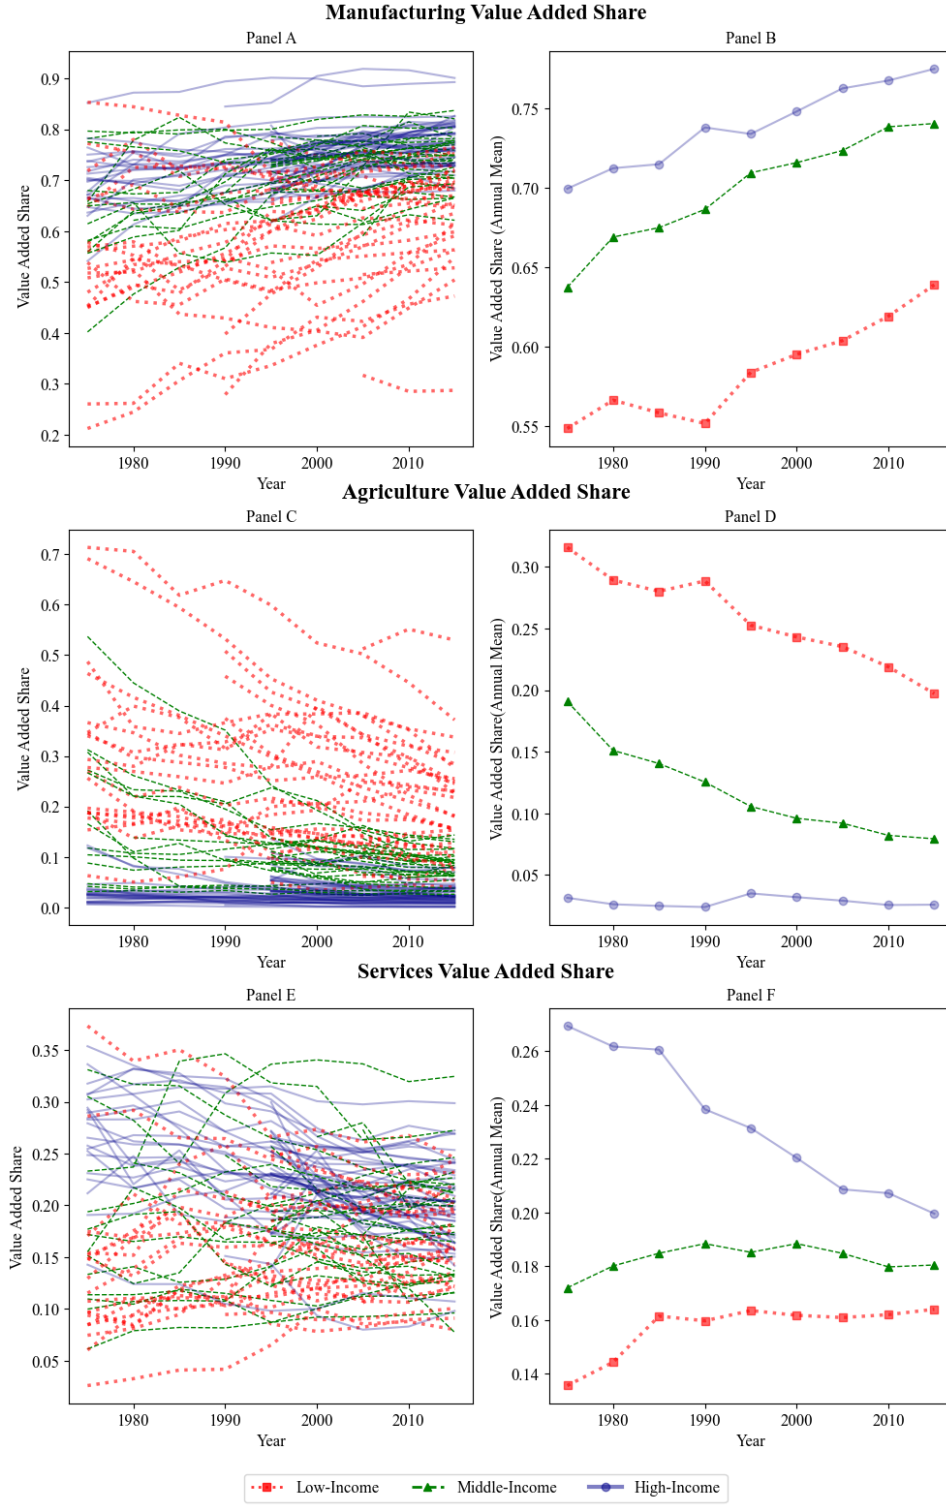 Manufacturing Value Added Share
Panel A
Panel B
Value Added Share
0.9
0.8
0.7
0.6
0.5
0.4
0.3
0.2
1980
1990
2000
2010
Year
Value Added Share (Annual Mean)
0.75
0.70
0.65
0.60
0.55
1980
1990
2000
2010
Year
Agriculture Value Added Share
Panel C
Panel D
Value Added Share
0.7
0.6
0.5
0.4
0.3
0.2
0.1
0.0
1980
1990
2000
2010
Year
Value Added Share(Annual Mean)
0.30
0.25
0.20
0.15
0.10
0.05
1980
1990
2000
2010
Year
Services Value Added Share
Panel E
Panel F
Value Added Share
0.35
0.30
0.25
0.20
0.15
0.10
0.05
1980
1990
2000
2010
Year
Value Added Share(Annual Mean)
0.26
0.24
0.22
0.20
0.18
0.16
0.14
1980
1990
2000
2010
Year
Low-Income
Middle-Income
High-Income